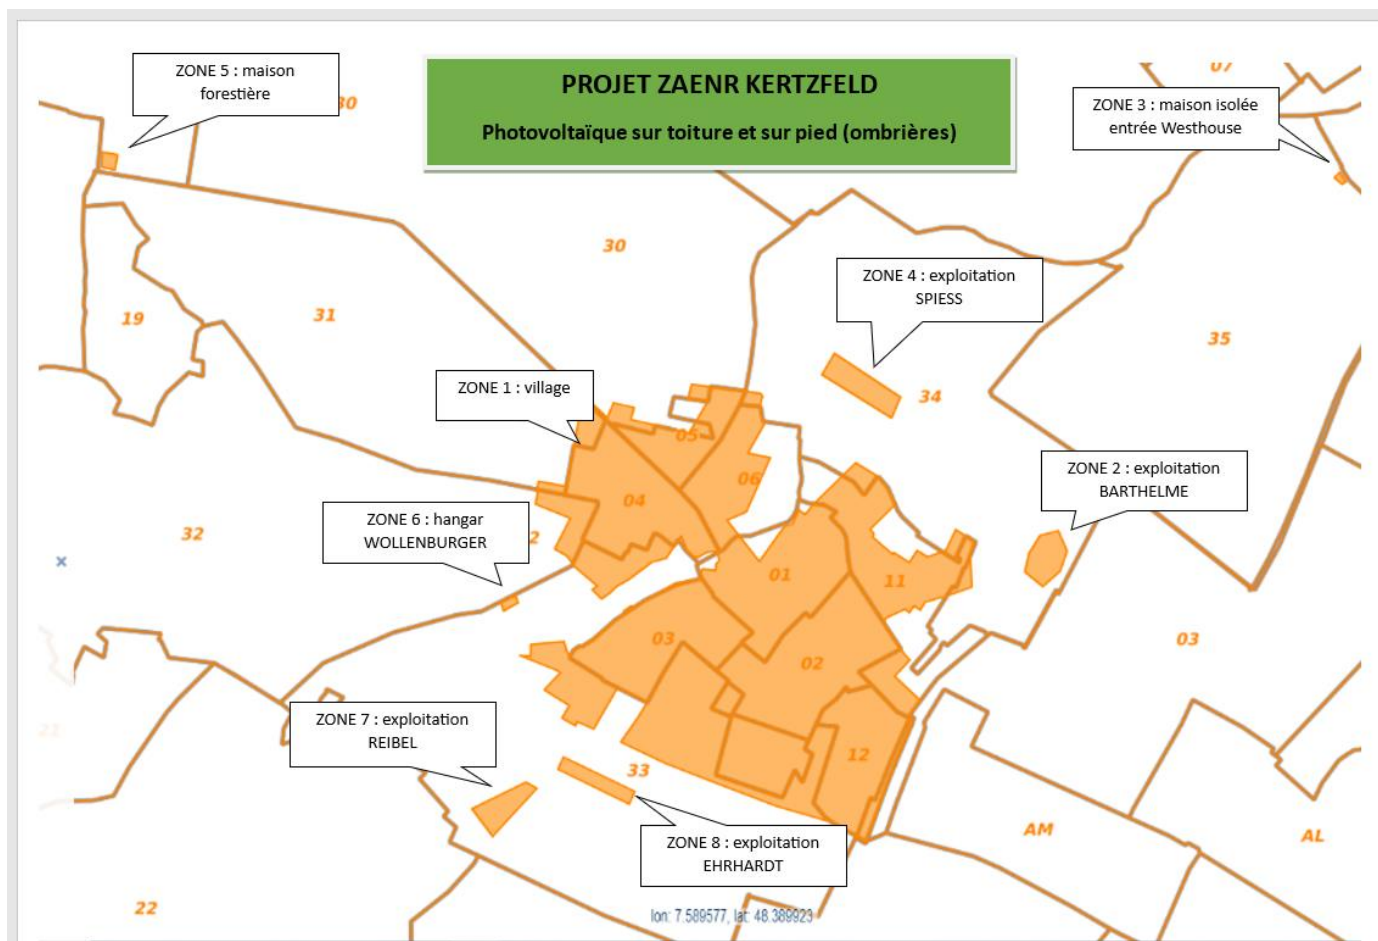 PROJET ZAENR KERTZFELD
Photovoltaïque sur toiture et sur pied (ombrières)
ZONE 5 : maison
forestière
30
07
ZONE 3 : maison isolée
entrée Westhouse
30
ZONE 4 : exploitation
SPIESS
19
31
35
ZONE 1 : village
34
05
06
ZONE 2 : exploitation
BARTHELME
04
ZONE 6 : hangar
WOLLENBURGER
32
2
01
11
03
02
03
ZONE 7 : exploitation
REIBEL
21
33
12
ZONE 8 : exploitation
EHRHARDT
AM
AL
22
lon: 7.589577, lat: 48.389923